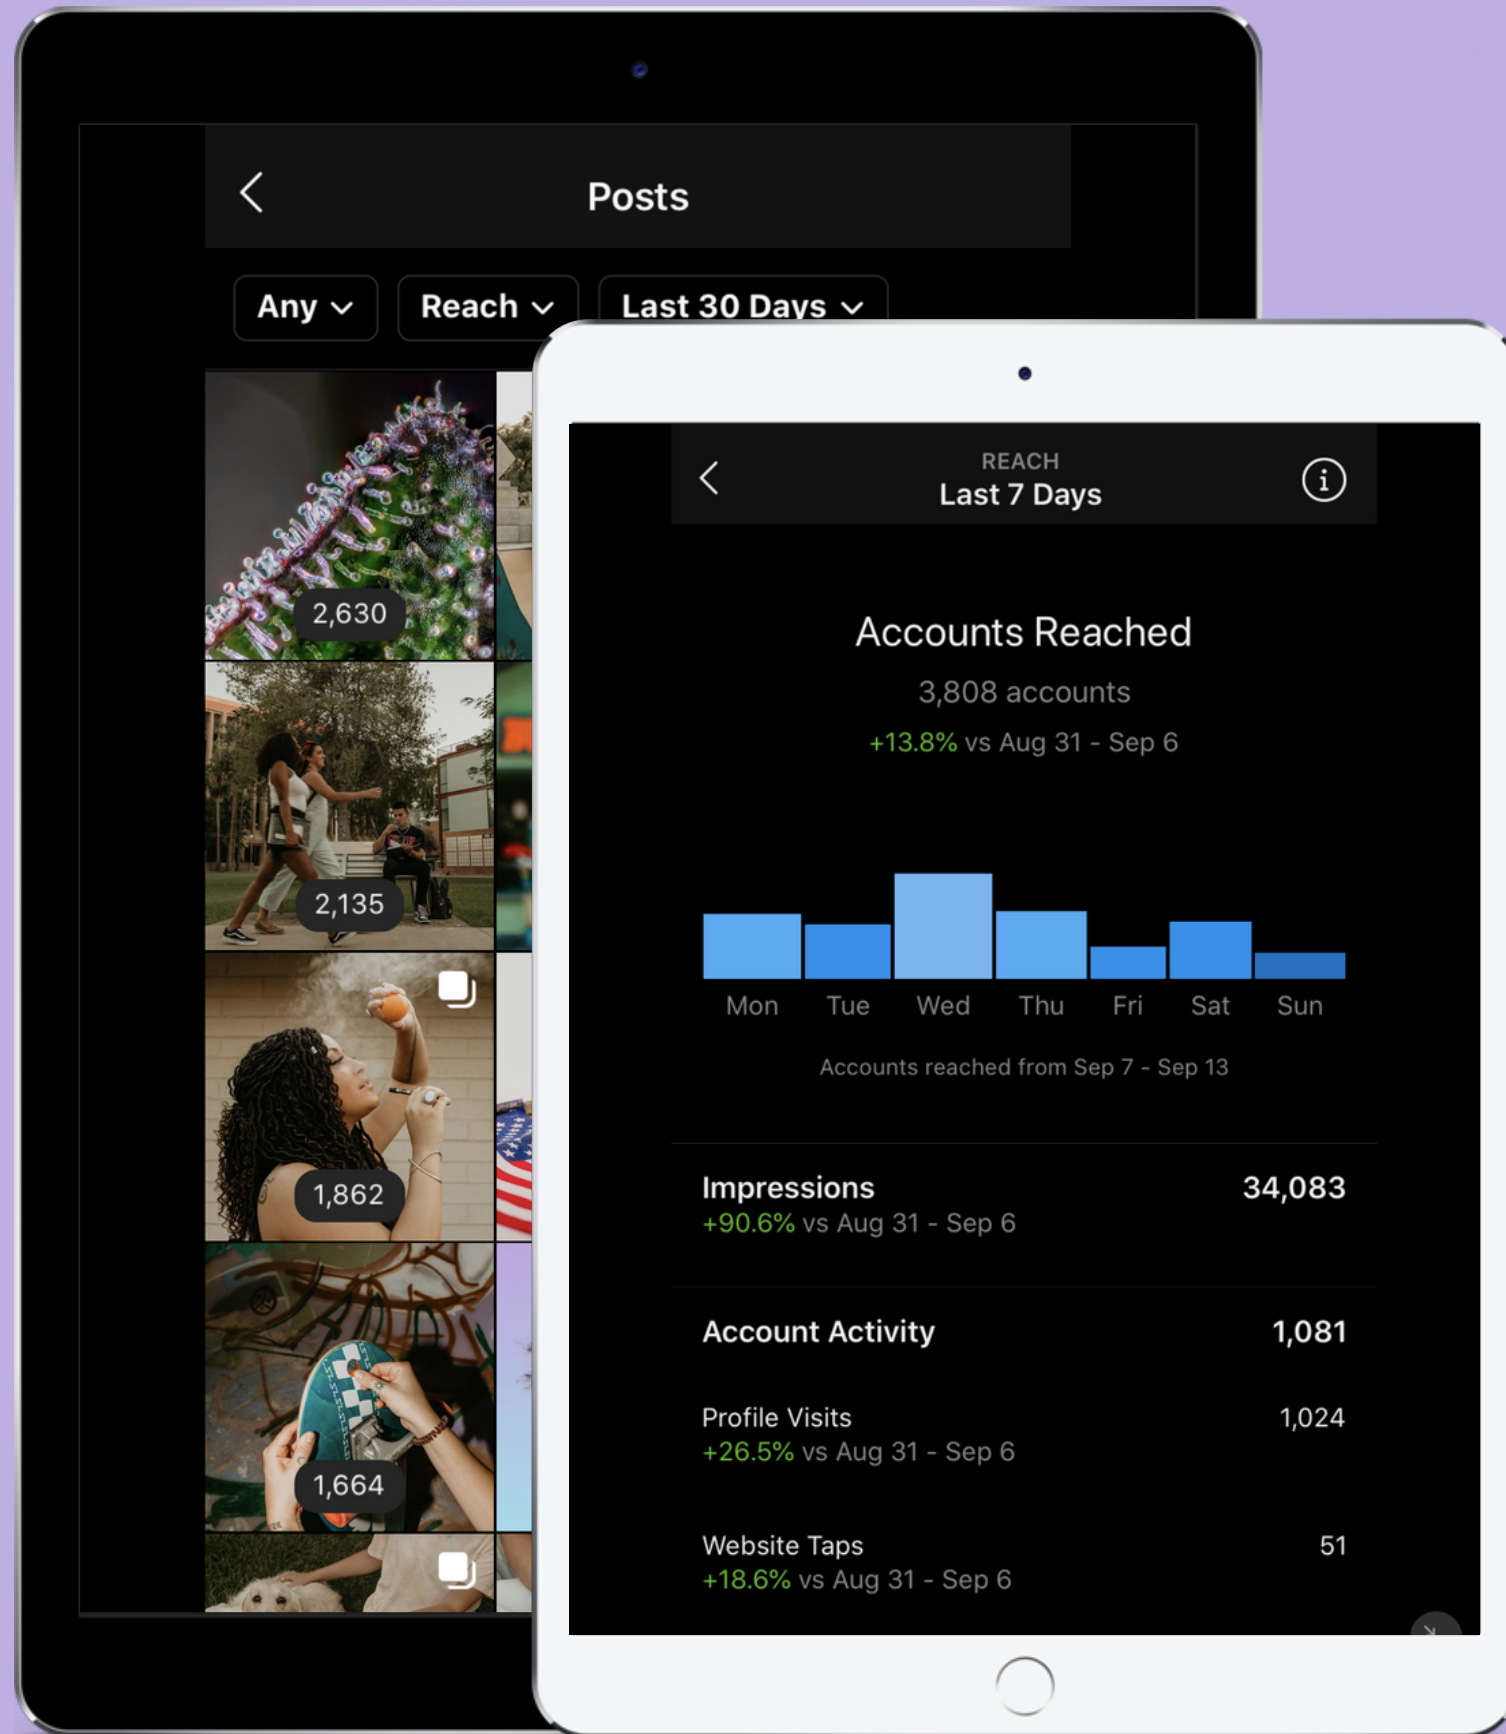 Posts
Any Reach Last 30 Days
2,630
2,135
1,862
1,664
REACH
Last 7 Days
Accounts Reached
3,808 accounts
+13.8% vs Aug 31 - Sep 6
Mon Tue Wed Thu Fri Sat Sun
Accounts reached from Sep 7 - Sep 13
Impressions 34,083
+90.6% vs Aug 31 - Sep 6
Account Activity 1,081
Profile Visits 1,024
+26.5% vs Aug 31 - Sep 6
Website Taps 51
+18.6% vs Aug 31 - Sep 6